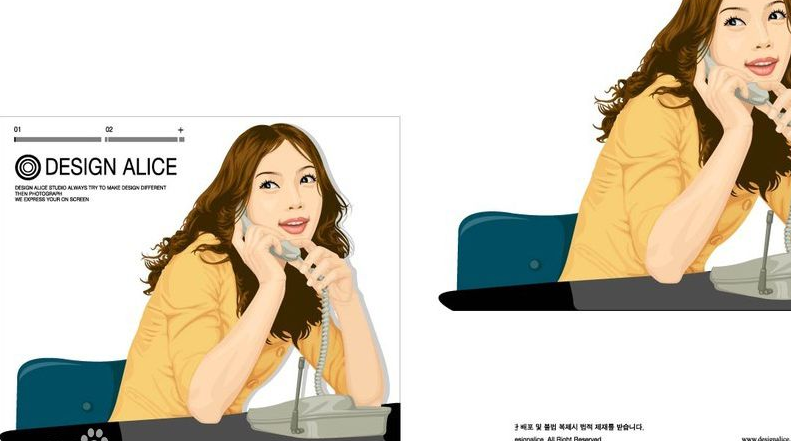 01 02 +
DESIGN ALICE
DESIGN ALICE STUDIO ALWAYS TRY TO MAKE DESIGN DIFFERENT
THEN PHOTOGRAPH
WE EXPRESS YOUR ON SCREEN
배포 및 불법 복제시 법적 제재를 받습니다.
esignalice. All Right Reserved
www.designalice.